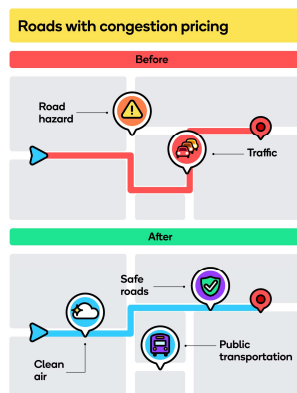 Roads with congestion pricing
Before
Road
hazard
Traffic
After
Safe
roads
Clean
air
Public
transportation